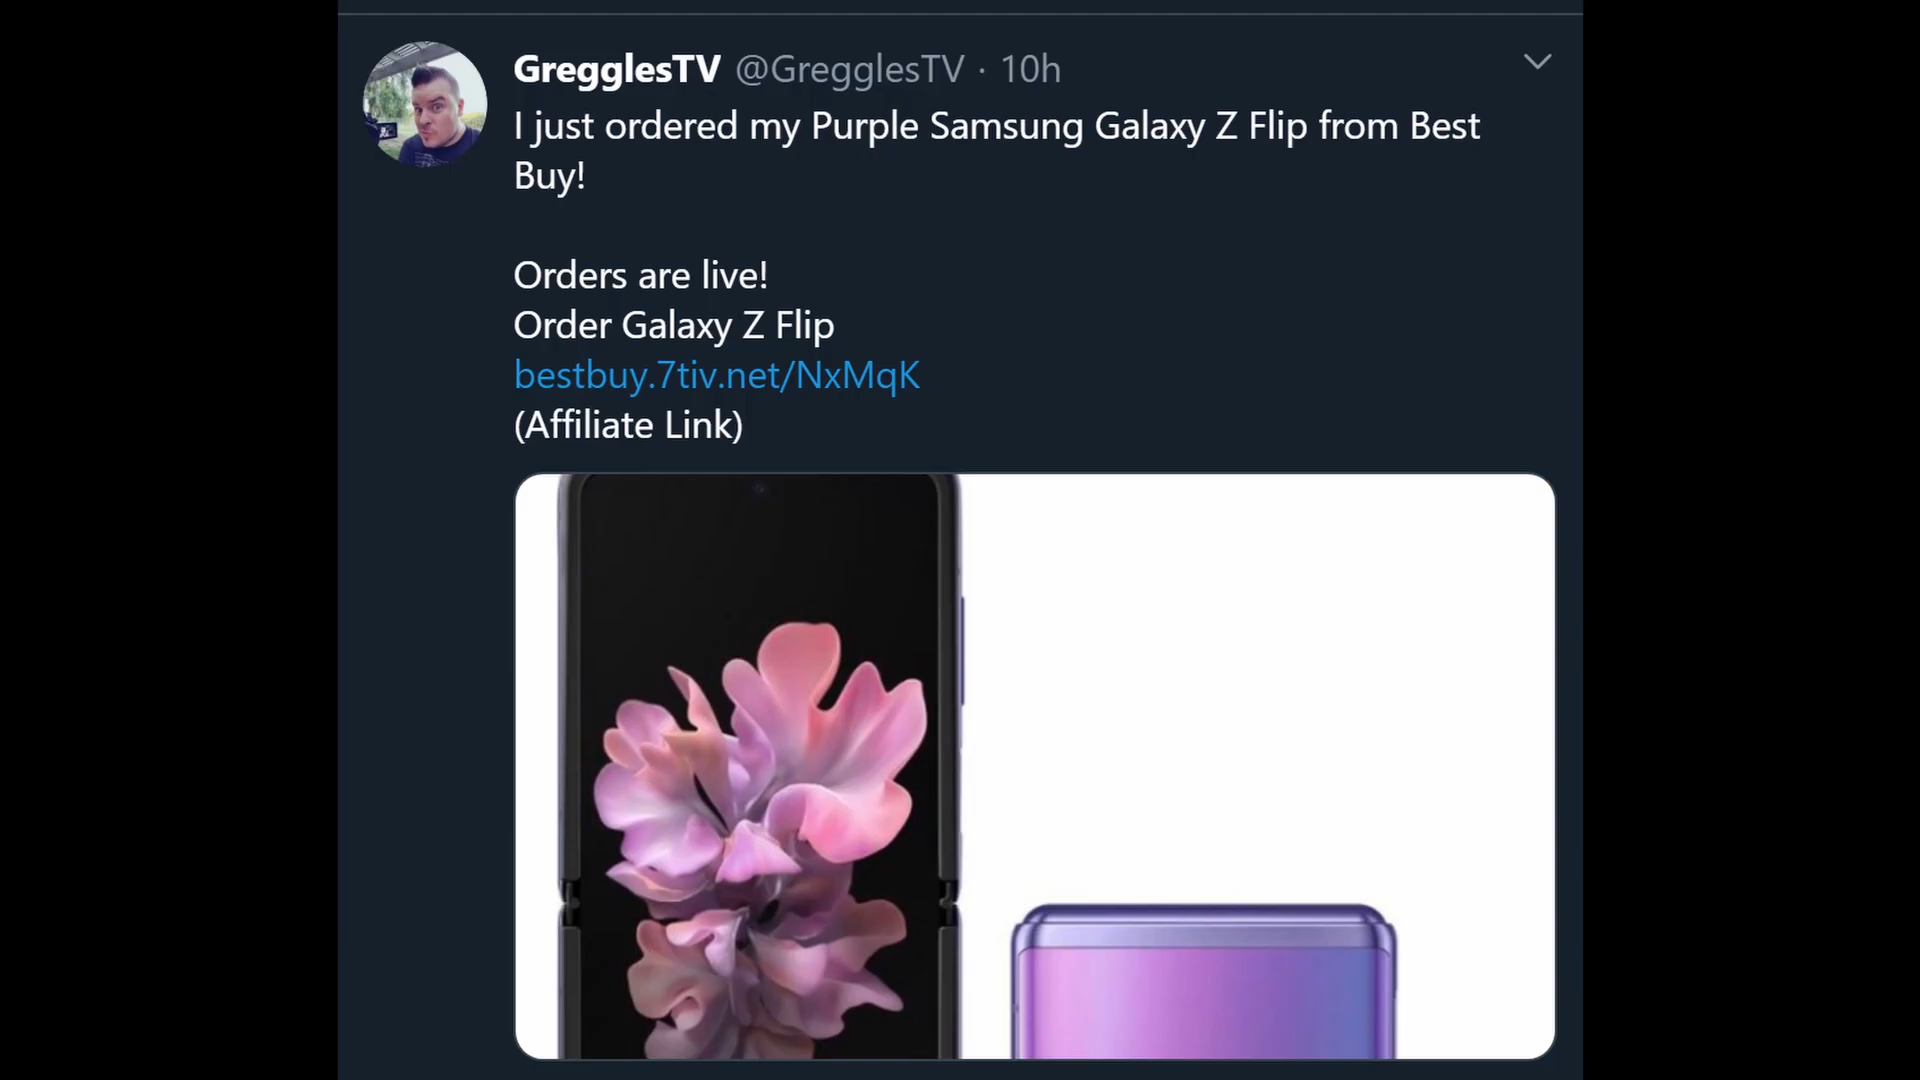 GregglesTV @GregglesTV · 10h
I just ordered my Purple Samsung Galaxy Z Flip from Best
Buy!
Orders are live!
Order Galaxy Z Flip
bestbuy.7tiv.net/NxMqK
(Affiliate Link)